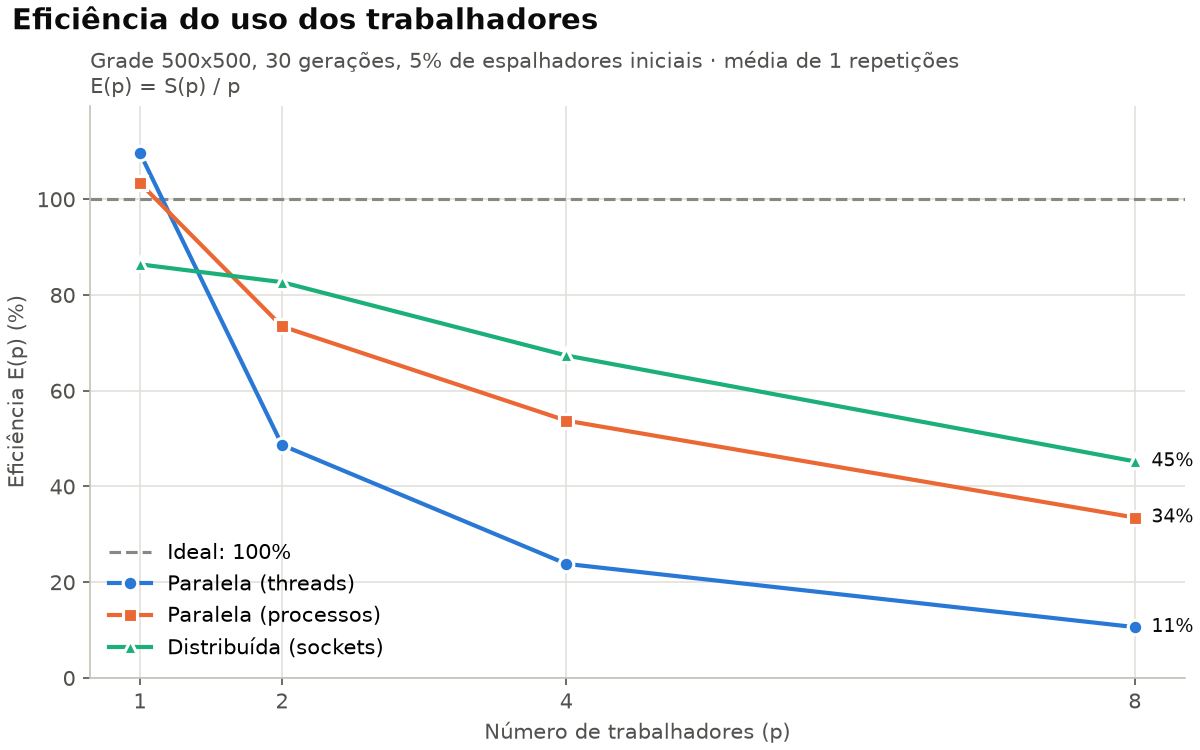 Eficiência do uso dos trabalhadores
Grade 500x500, 30 gerações, 5% de espalhadores iniciais · média de 1 repetições
E(p) = S(p) / p
Eficiência E(p) (%)
100
80
60
40
20
0
45%
34%
11%
Ideal: 100%
Paralela (threads)
Paralela (processos)
Distribuída (sockets)
1
2
4
8
Número de trabalhadores (p)